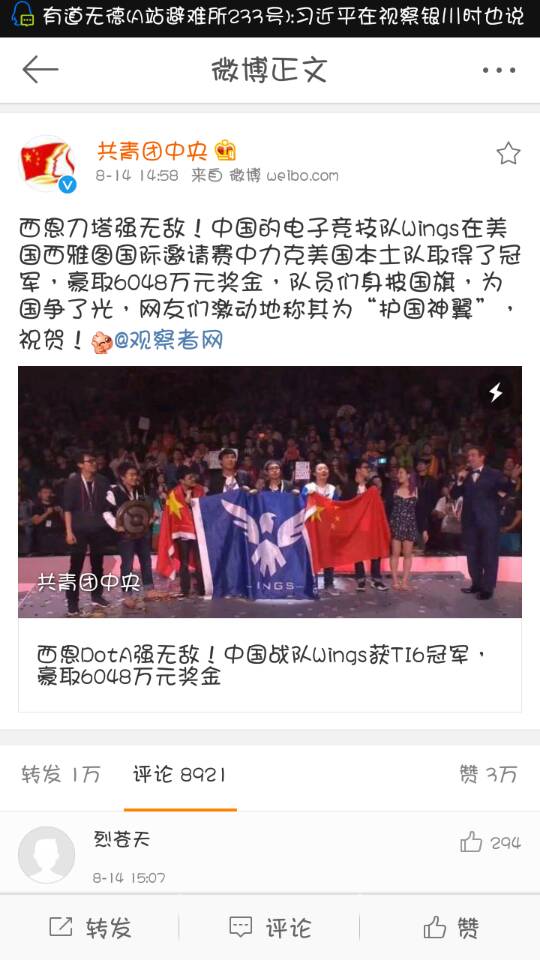 有道无德(A站避难所233号):习近平在视察银川时也说
微博正文
共青团中央
8-14 14:58 来自 微博 weibo.com
西恩刀塔强无敌！中国的电子竞技队Wings在美
国西雅图国际邀请赛中力克美国本土队取得了冠
军，豪取6048万元奖金，队员们身披国旗，为
国争了光，网友们激动地称其为“护国神翼”，
祝贺！@观察者网
WINGS
共青团中央
西恩DotA强无敌！中国战队Wings获TI6冠军，
豪取6048万元奖金
转发 1万 评论 8921 赞 3万
烈苍天
294
8-14 15:07
转发 评论 赞